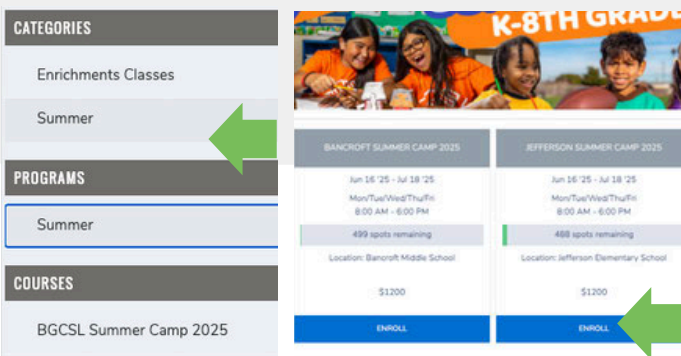 CATEGORIES
Enrichments Classes
Summer
PROGRAMS
Summer
COURSES
BGCSL Summer Camp 2025
K-8TH GRADE
BANCROFT SUMMER CAMP 2025
Jun 16 '25 - Jul 18 '25
Mon/Tue/Wed/Thu/Fri
8:00 AM - 6:00 PM
499 spots remaining
Location: Bancroft Middle School
$1200
ENROLL
JEFFERSON SUMMER CAMP 2025
Jun 16 '25 - Jul 18 '25
Mon/Tue/Wed/Thu/Fri
8:00 AM - 6:00 PM
488 spots remaining
Location: Jefferson Elementary School
$1200
ENROLL